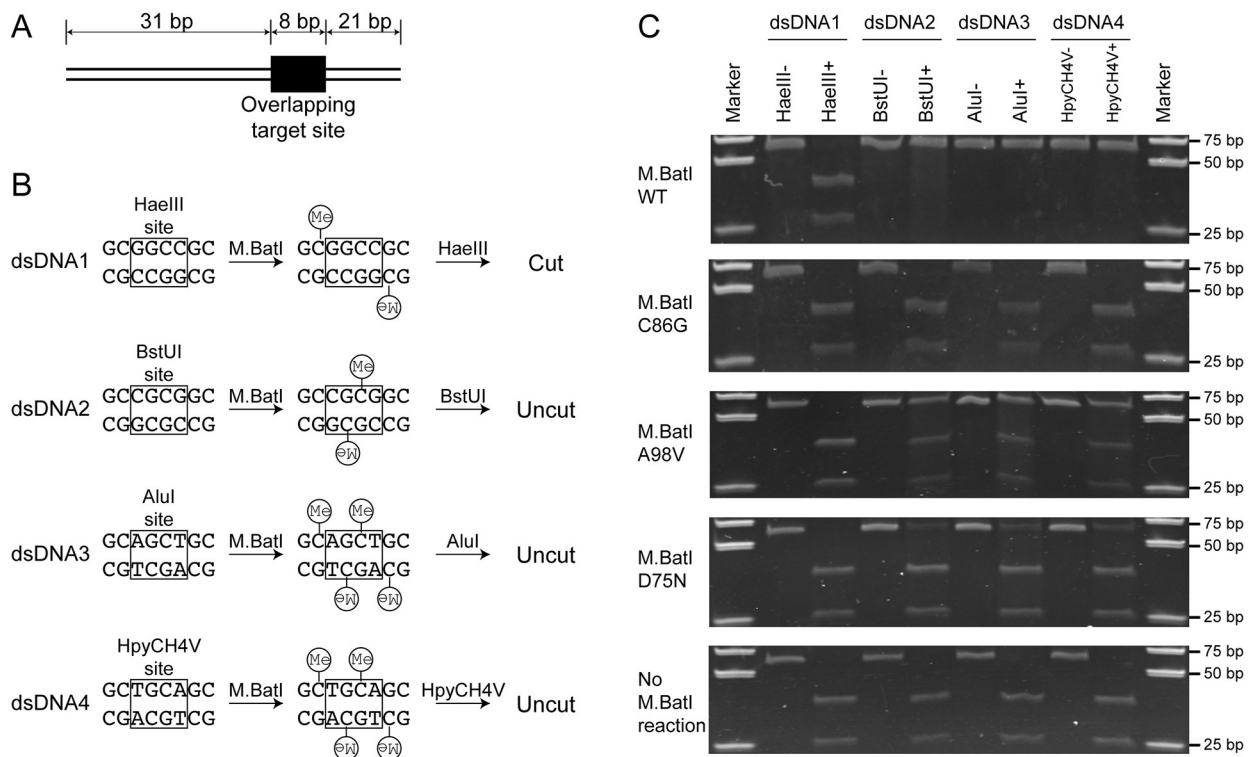 A
31 bp 8 bp 21 bp
Overlapping
target site
B
HaeIII
site
Me
dsDNA1 GCGGCCGC M.BatI GCGGCCGC HaeIII Cut
CGCCGGCG CGCCGGCG
Me
BstUI
site
Me
dsDNA2 GCCGCGGC M.BatI GCCGCGGC BstUI Uncut
CGGCGCCG CGGCGCCG
Me
AluI
site
Me Me
dsDNA3 GCAGCTGC M.BatI GCAGCTGC AluI Uncut
CGTCGACG CGTCGACG
Me Me
HpyCH4V
site
Me Me
dsDNA4 GCTGCAGC M.BatI GCTGCAGC HpyCH4V Uncut
CGACGTCG CGACGTCG
Me Me
C
dsDNA1 dsDNA2 dsDNA3 dsDNA4
Marker HaeIII- HaeIII+ BstUI- BstUI+ AluI- AluI+ HpyCH4V- HpyCH4V+ Marker
M.BatI
WT
75 bp
50 bp
25 bp
M.BatI
C86G
75 bp
50 bp
25 bp
M.BatI
A98V
75 bp
50 bp
25 bp
M.BatI
D75N
75 bp
50 bp
25 bp
No
M.BatI
reaction
75 bp
50 bp
25 bp